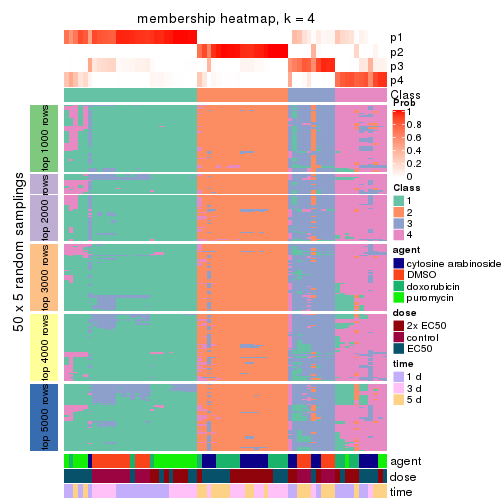 membership heatmap, k = 4
p1
p2
p3
p4
Class
50 x 5 random samplings
top 1000 rows
top 2000 rows
top 3000 rows
top 4000 rows
top 5000 rows
Prob
1
0.8
0.6
0.4
0.2
0
Class
1
2
3
4
agent
cytosine arabinoside
DMSO
doxorubicin
puromycin
dose
2x EC50
control
EC50
time
1 d
3 d
5 d
agent
dose
time